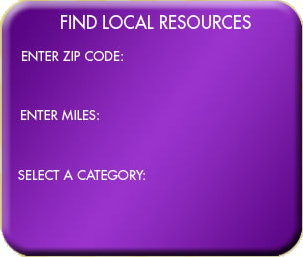 FIND LOCAL RESOURCES
ENTER ZIP CODE:
ENTER MILES:
SELECT A CATEGORY: